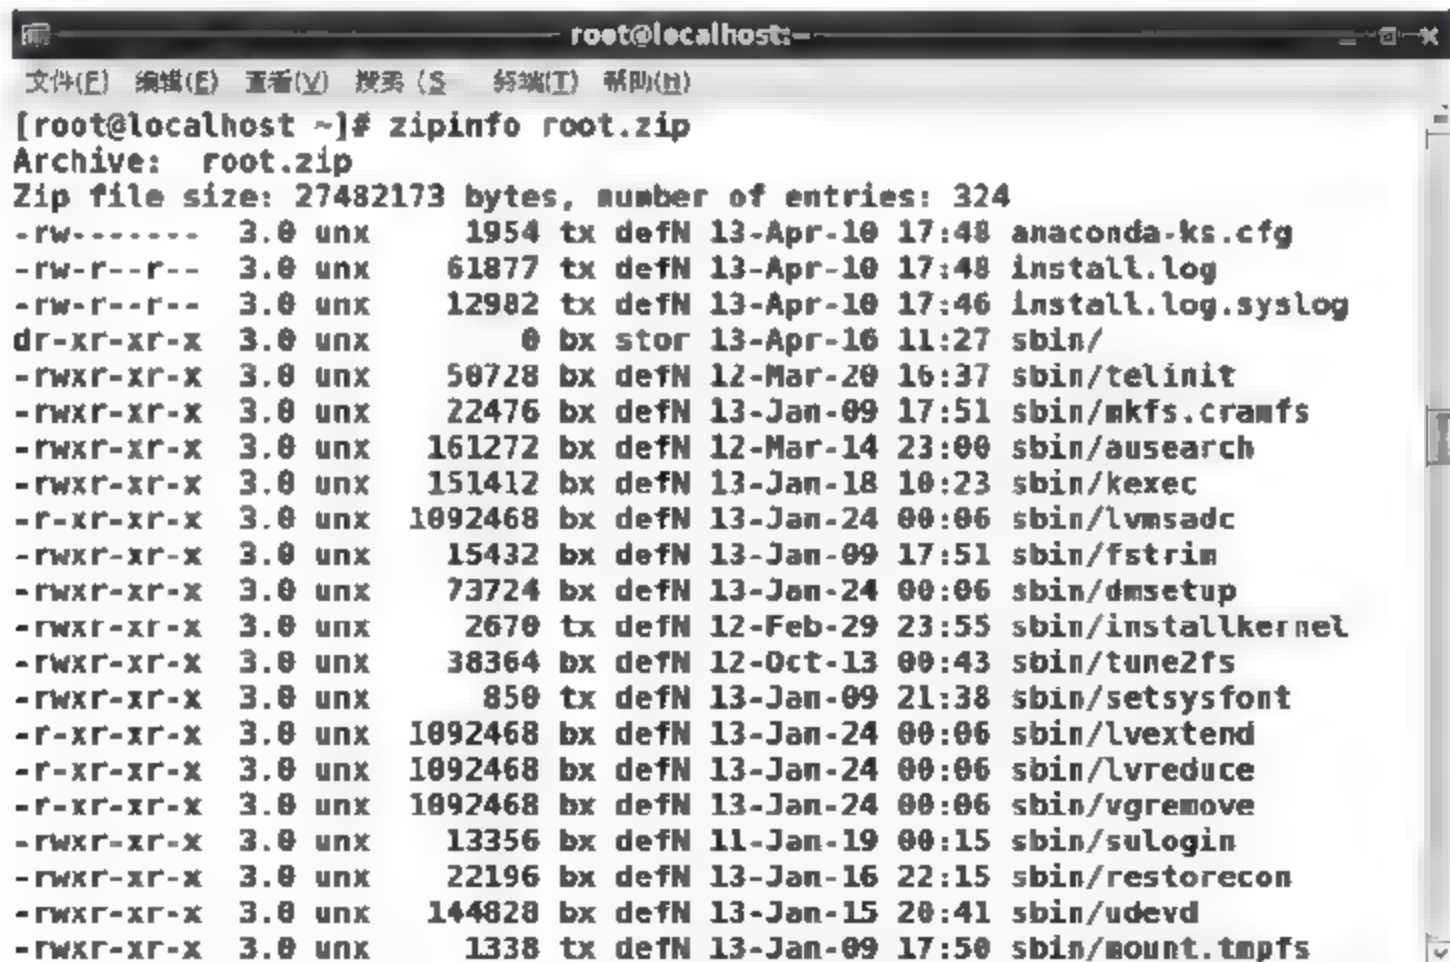 root@localhost:~
文件(F) 编辑(E) 查看(V) 搜索 (S 终端(T) 帮助(H)
[root@localhost ~]# zipinfo root.zip
Archive:  root.zip
Zip file size: 27482173 bytes, number of entries: 324
-rw-------  3.0 unx     1954 tx defN 13-Apr-10 17:48 anaconda-ks.cfg
-rw-r--r--  3.0 unx    61877 tx defN 13-Apr-10 17:48 install.log
-rw-r--r--  3.0 unx    12982 tx defN 13-Apr-10 17:46 install.log.syslog
dr-xr-xr-x  3.0 unx        0 bx stor 13-Apr-16 11:27 sbin/
-rwxr-xr-x  3.0 unx    50728 bx defN 12-Mar-20 16:37 sbin/telinit
-rwxr-xr-x  3.0 unx    22476 bx defN 13-Jan-09 17:51 sbin/mkfs.cramfs
-rwxr-xr-x  3.0 unx   161272 bx defN 12-Mar-14 23:00 sbin/ausearch
-rwxr-xr-x  3.0 unx   151412 bx defN 13-Jan-18 10:23 sbin/kexec
-r-xr-xr-x  3.0 unx  1092468 bx defN 13-Jan-24 00:06 sbin/lvmsadc
-rwxr-xr-x  3.0 unx    15432 bx defN 13-Jan-09 17:51 sbin/fstrim
-rwxr-xr-x  3.0 unx    73724 bx defN 13-Jan-24 00:06 sbin/dmsetup
-rwxr-xr-x  3.0 unx     2670 tx defN 12-Feb-29 23:55 sbin/installkernel
-rwxr-xr-x  3.0 unx    38364 bx defN 12-Oct-13 00:43 sbin/tune2fs
-rwxr-xr-x  3.0 unx      850 tx defN 13-Jan-09 21:38 sbin/setsysfont
-r-xr-xr-x  3.0 unx  1092468 bx defN 13-Jan-24 00:06 sbin/lvextend
-r-xr-xr-x  3.0 unx  1092468 bx defN 13-Jan-24 00:06 sbin/lvreduce
-r-xr-xr-x  3.0 unx  1092468 bx defN 13-Jan-24 00:06 sbin/vgremove
-rwxr-xr-x  3.0 unx    13356 bx defN 11-Jan-19 00:15 sbin/sulogin
-rwxr-xr-x  3.0 unx    22196 bx defN 13-Jan-16 22:15 sbin/restorecon
-rwxr-xr-x  3.0 unx   144828 bx defN 13-Jan-15 20:41 sbin/udevd
-rwxr-xr-x  3.0 unx     1338 tx defN 13-Jan-09 17:50 sbin/mount.tmpfs